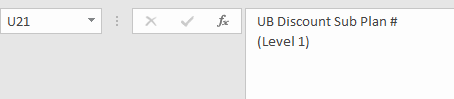 U21
fx
UB Discount Sub Plan #
(Level 1)